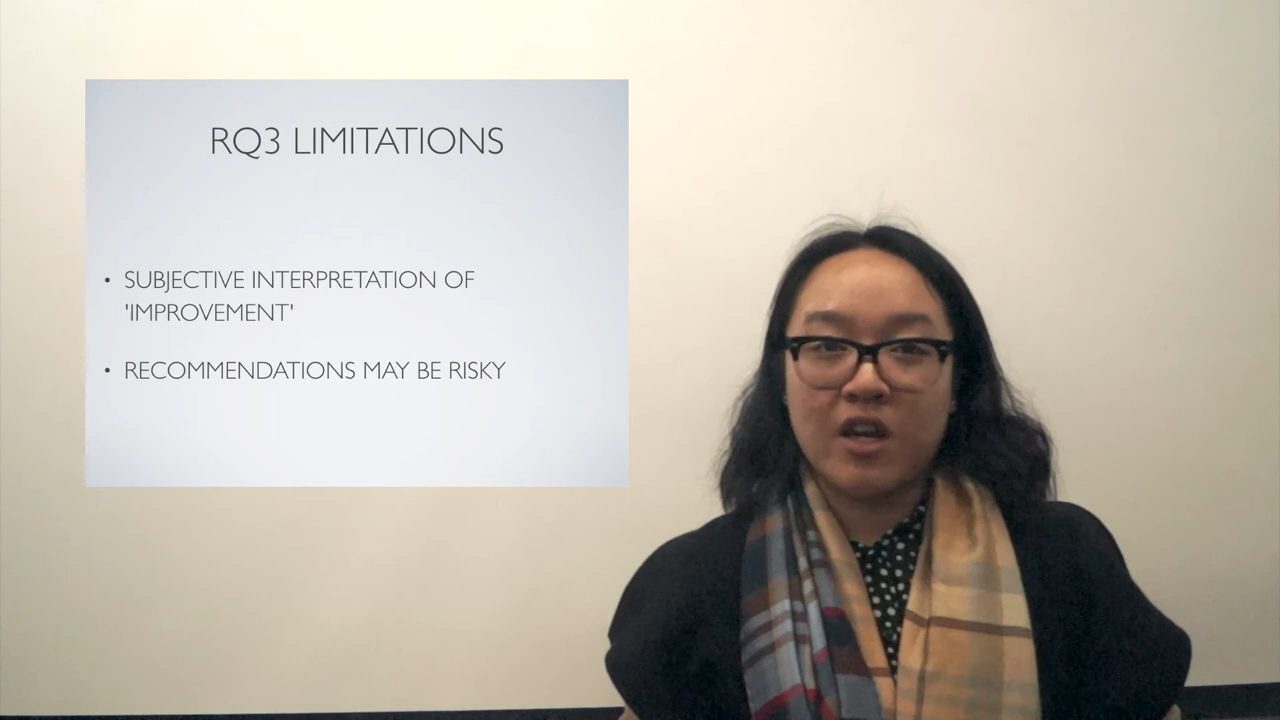 RQ3 LIMITATIONS
• SUBJECTIVE INTERPRETATION OF
'IMPROVEMENT'
• RECOMMENDATIONS MAY BE RISKY